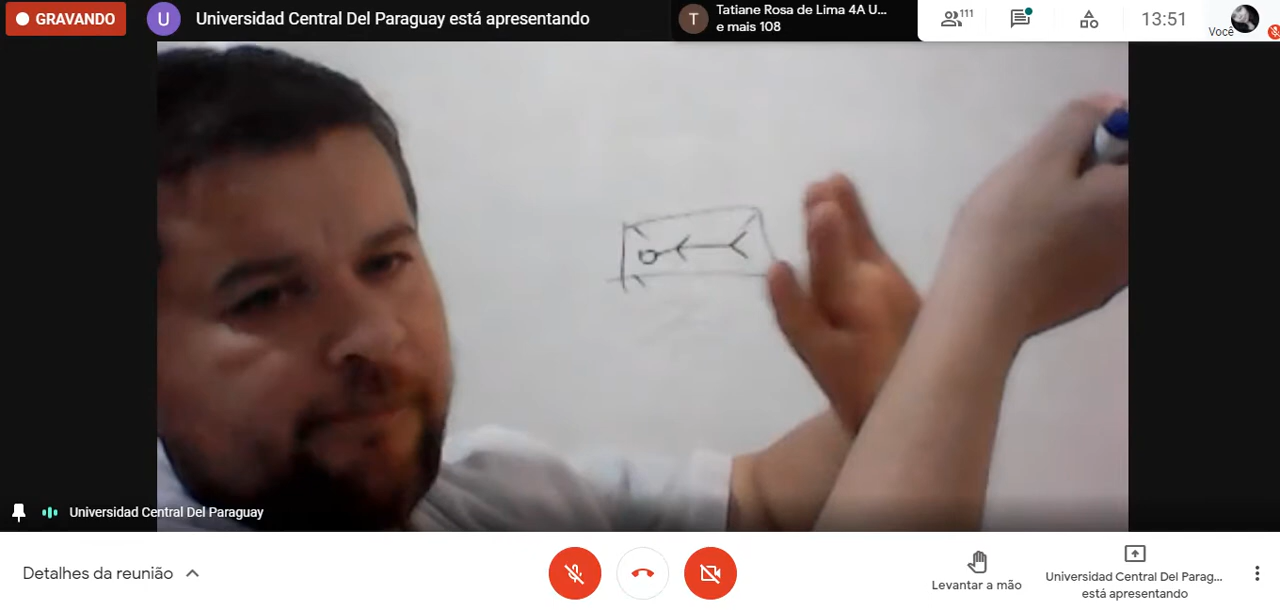 GRAVANDO
U
Universidad Central Del Paraguay está apresentando
T
Tatiane Rosa de Lima 4A U...
e mais 108
111
13:51
Você
Universidad Central Del Paraguay
Detalhes da reunião
Levantar a mão
Universidad Central Del Parag...
está apresentando